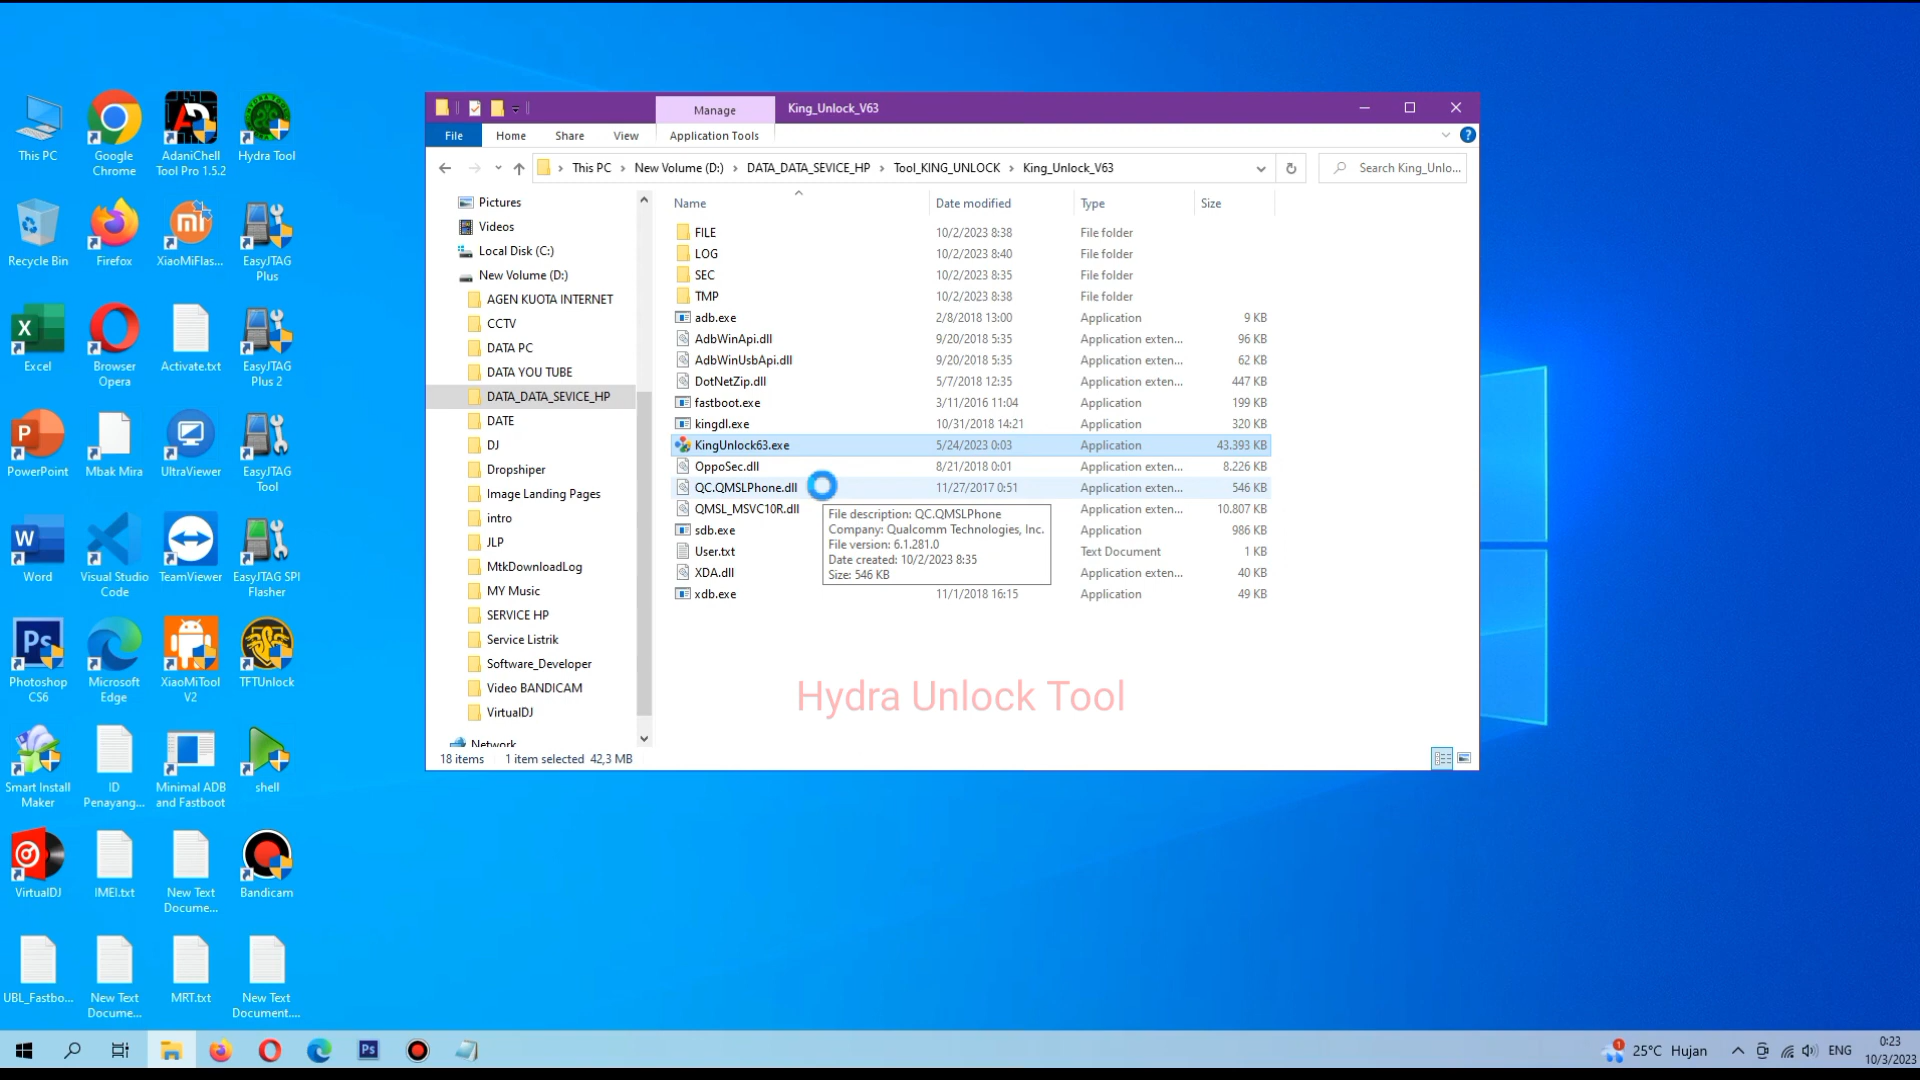 This PC
Google
Chrome
AdaniChell
Tool Pro 1.5.2
Hydra Tool
Recycle Bin
Firefox
XiaoMiFlas...
EasyJTAG
Plus
Excel
Browser
Opera
Activate.txt
EasyJTAG
Plus 2
PowerPoint
Mbak Mira
UltraViewer
EasyJTAG
Tool
Word
Visual Studio
Code
TeamViewer
EasyJTAG SPI
Flasher
Photoshop
CS6
Microsoft
Edge
XiaoMiTool
V2
TFTUnlock
Smart Install
Maker
ID
Penayang...
Minimal ADB
and Fastboot
shell
VirtualDJ
IMEI.txt
New Text
Docume...
Bandicam
UBL_Fastbo...
New Text
Docume...
MRT.txt
New Text
Document....
Manage
King_Unlock_V63
File Home Share View Application Tools
This PC > New Volume (D:) > DATA_DATA_SEVICE_HP > Tool_KING_UNLOCK > King_Unlock_V63
Search King_Unlo...
Pictures
Videos
Local Disk (C:)
New Volume (D:)
AGEN KUOTA INTERNET
CCTV
DATA PC
DATA YOU TUBE
DATA_DATA_SEVICE_HP
DATE
DJ
Dropshiper
Image Landing Pages
intro
JLP
MtkDownloadLog
MY Music
SERVICE HP
Service Listrik
Software_Developer
Video BANDICAM
VirtualDJ
Network
Name Date modified Type Size
FILE 10/2/2023 8:38 File folder
LOG 10/2/2023 8:40 File folder
SEC 10/2/2023 8:35 File folder
TMP 10/2/2023 8:38 File folder
adb.exe 2/8/2018 13:00 Application 9 KB
AdbWinApi.dll 9/20/2018 5:35 Application exten... 96 KB
AdbWinUsbApi.dll 9/20/2018 5:35 Application exten... 62 KB
DotNetZip.dll 5/7/2018 12:35 Application exten... 447 KB
fastboot.exe 3/11/2016 11:04 Application 199 KB
kingdl.exe 10/31/2018 14:21 Application 320 KB
KingUnlock63.exe 5/24/2023 0:03 Application 43.393 KB
OppoSec.dll 8/21/2018 0:01 Application exten... 8.226 KB
QC.QMSLPhone.dll 11/27/2017 0:51 Application exten... 546 KB
QMSL_MSVC10R.dll Application exten... 10.807 KB
sdb.exe Application 986 KB
User.txt Text Document 1 KB
XDA.dll Application exten... 40 KB
xdb.exe 11/1/2018 16:15 Application 49 KB
File description: QC.QMSLPhone
Company: Qualcomm Technologies, Inc.
File version: 6.1.281.0
Date created: 10/2/2023 8:35
Size: 546 KB
Hydra Unlock Tool
18 items 1 item selected 42,3 MB
25°C Hujan
ENG
0:23
10/3/2023